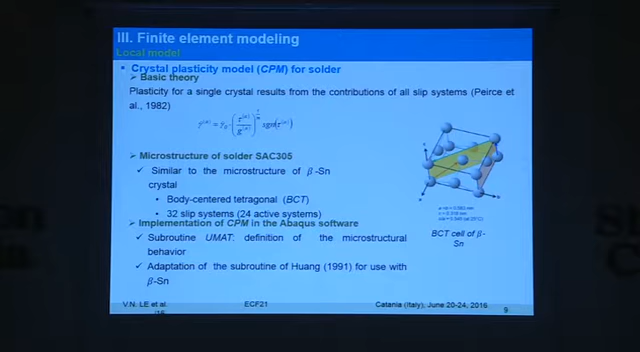 III. Finite element modeling
Local model
• Crystal plasticity model (CPM) for solder
➢ Basic theory
Plasticity for a single crystal results from the contributions of all slip systems (Peirce et
al., 1982)
➢ Microstructure of solder SAC305
✓ Similar to the microstructure of β-Sn
crystal
• Body-centered tetragonal (BCT)
• 32 slip systems (24 active systems)
➢ Implementation of CPM in the Abaqus software
✓ Subroutine UMAT: definition of the microstructural
behavior
✓ Adaptation of the subroutine of Huang (1991) for use with
β-Sn
BCT cell of β-
Sn
V.N. LE et al.
ECF21
Catania (Italy), June 20-24, 2016
9